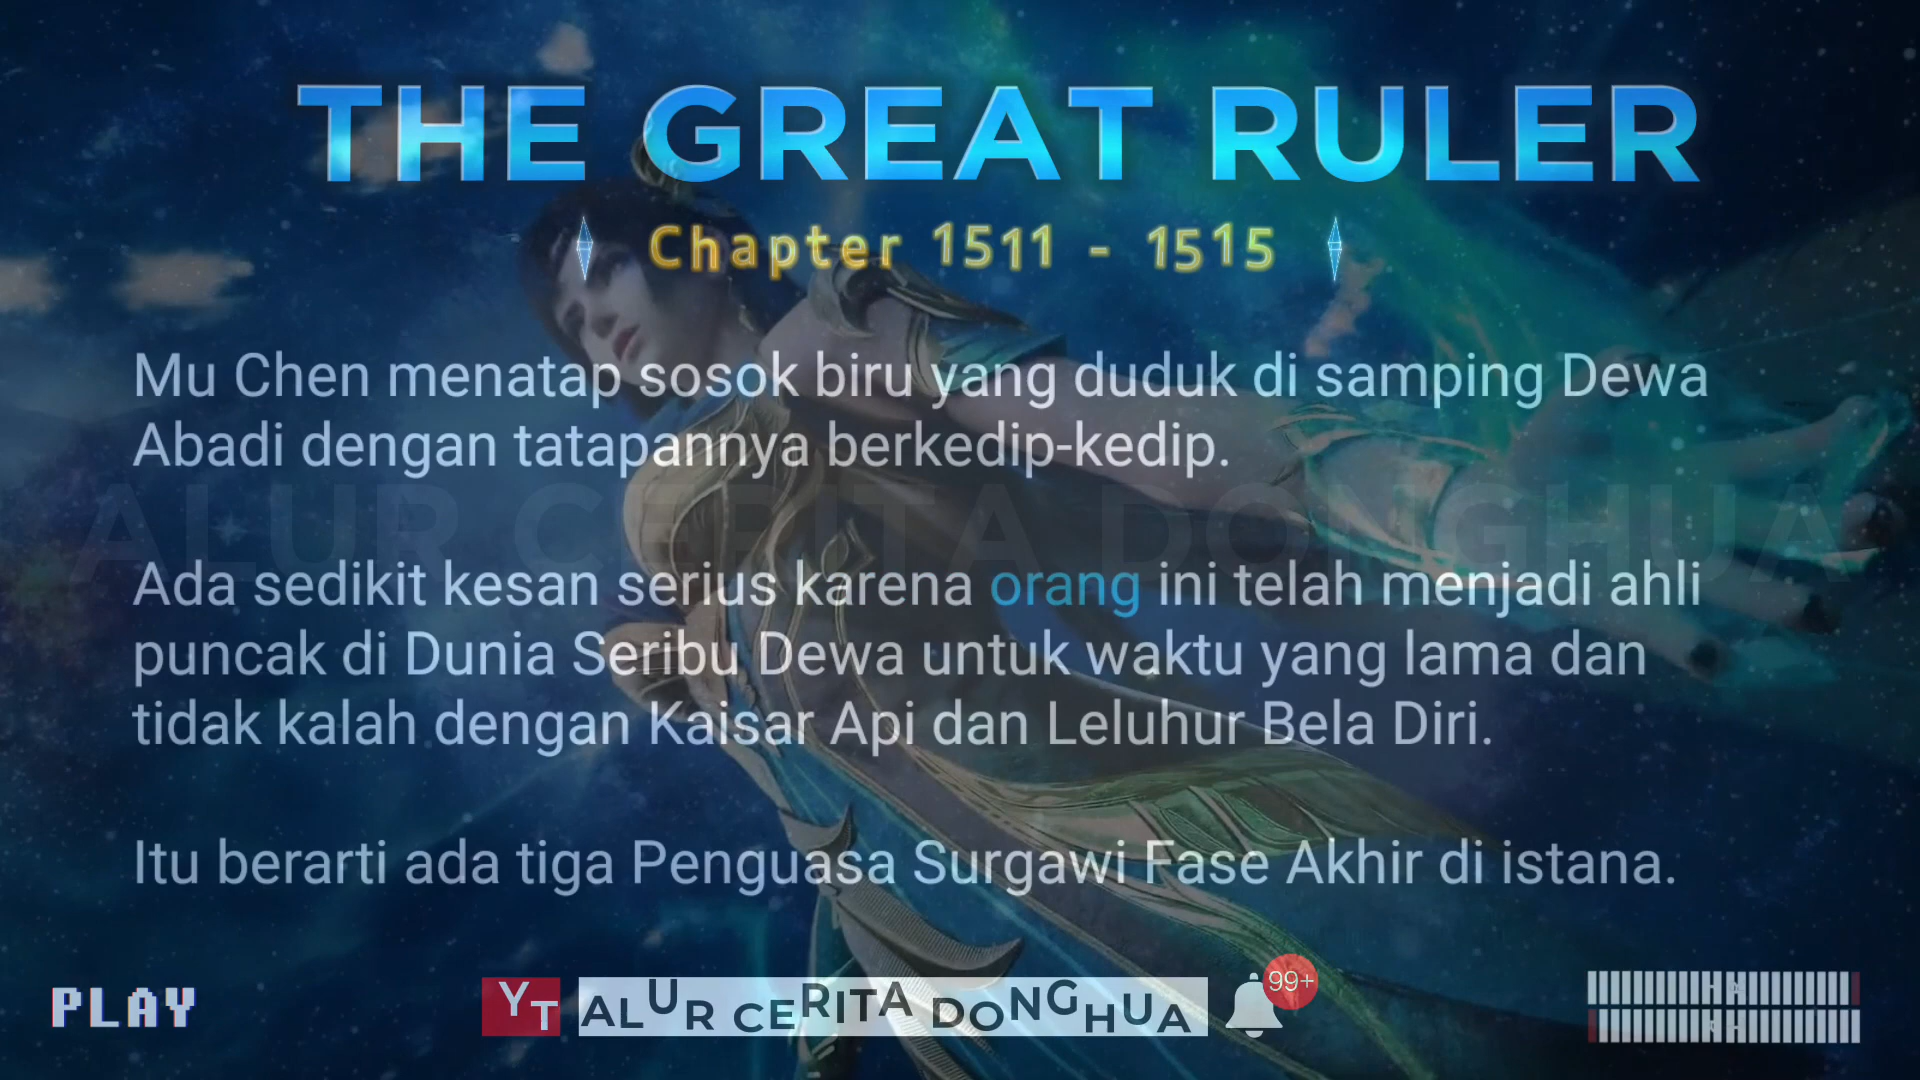 THE GREAT RULER
Chapter 1511 - 1515
Mu Chen menatap sosok biru yang duduk di samping Dewa
Abadi dengan tatapannya berkedip-kedip.
ALUR CERITA DONGHUA
Ada sedikit kesan serius karena orang ini telah menjadi ahli
puncak di Dunia Seribu Dewa untuk waktu yang lama dan
tidak kalah dengan Kaisar Api dan Leluhur Bela Diri.
Itu berarti ada tiga Penguasa Surgawi Fase Akhir di istana.
PLAY
YT ALUR CERITA DONGHUA 99+